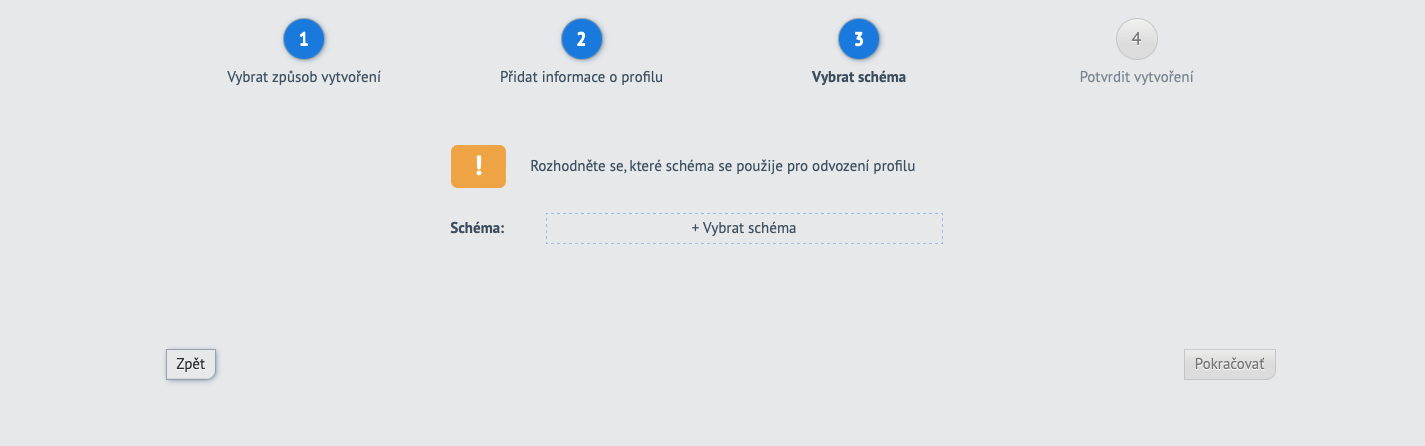 1
2
3
4
Vybrat způsob vytvoření
Přidat informace o profilu
Vybrat schéma
Potvrdit vytvoření
!
Rozhodněte se, které schéma se použije pro odvození profilu
Schéma:
+ Vybrat schéma
Zpět
Pokračovať